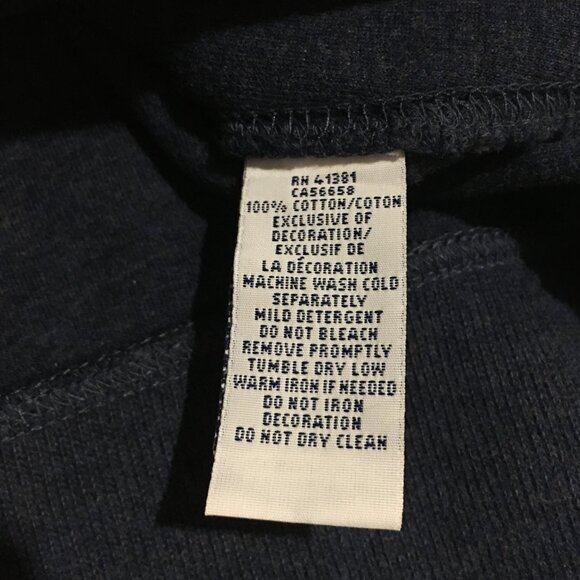 RN 41381
CA56658
100% COTTON/COTON
EXCLUSIVE OF
DECORATION/
EXCLUSIF DE
LA DÉCORATION
MACHINE WASH COLD
SEPARATELY
MILD DETERGENT
DO NOT BLEACH
REMOVE PROMPTLY
TUMBLE DRY LOW
WARM IRON IF NEEDED
DO NOT IRON
DECORATION
DO NOT DRY CLEAN